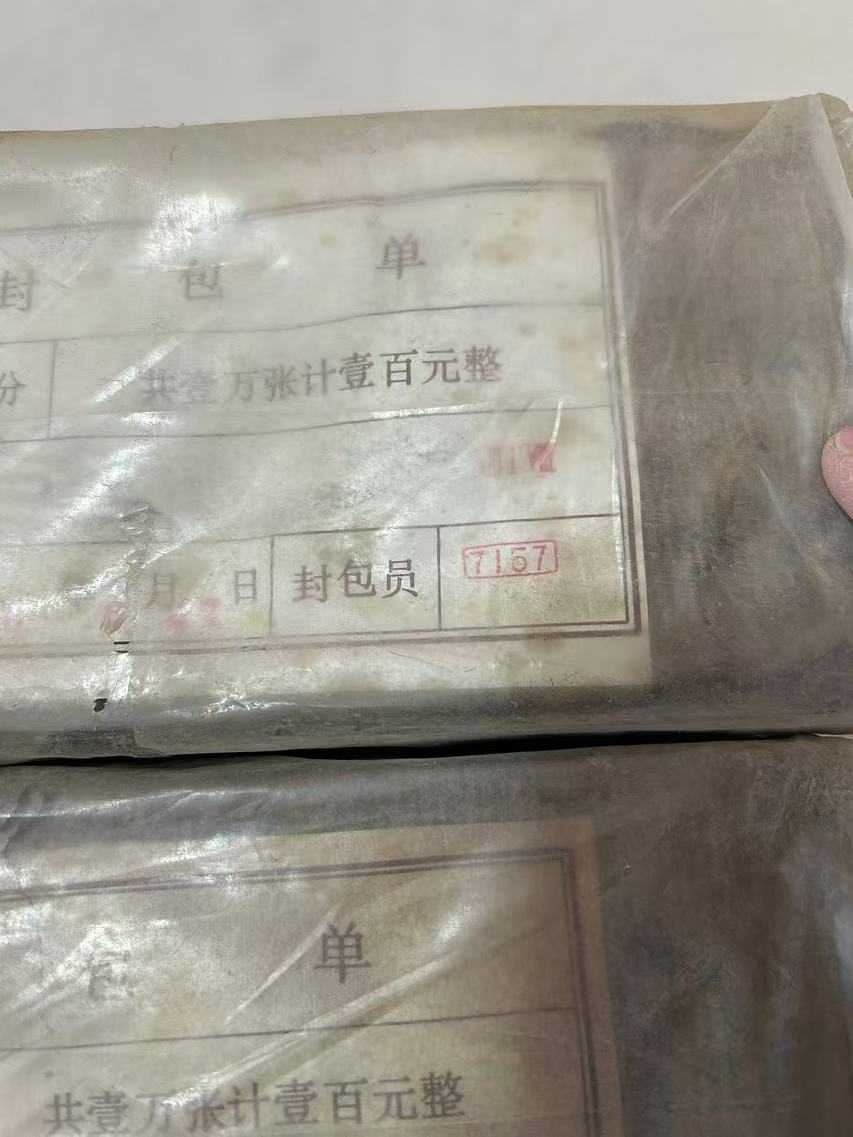 封包单
分 共壹万张计壹百元整
月 日 封包员 7157
包单
共壹万张计壹百元整